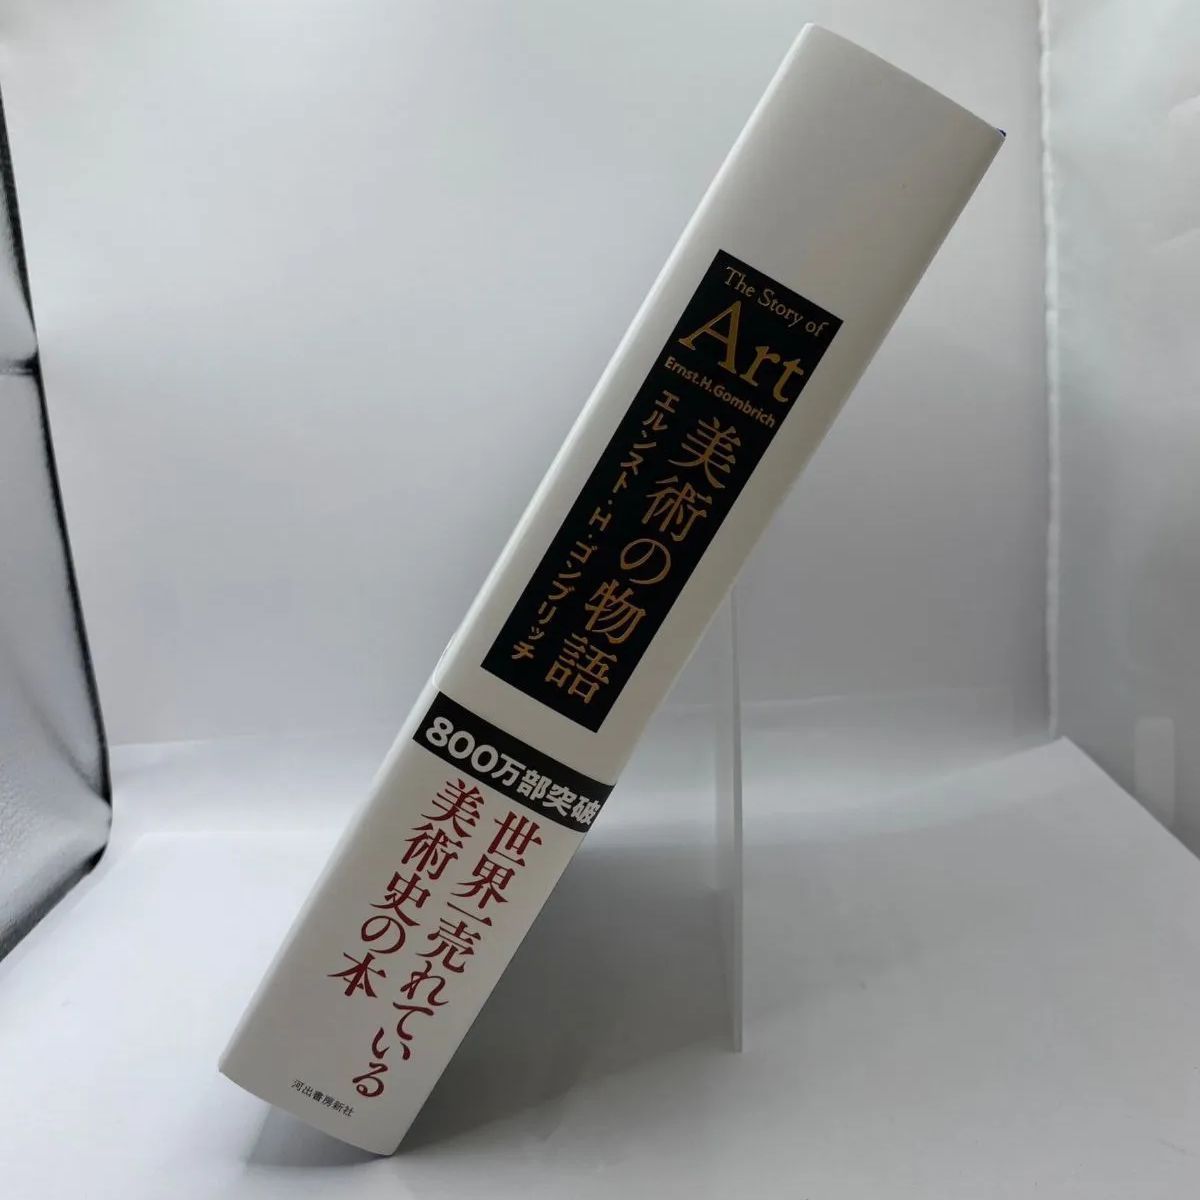 The Story of
Art
Ernst.H.Gombrich
美術の物語
エルンスト・H・ゴンブリッチ
800万部突破
世界一売れている
美術史の本
河出書房新社